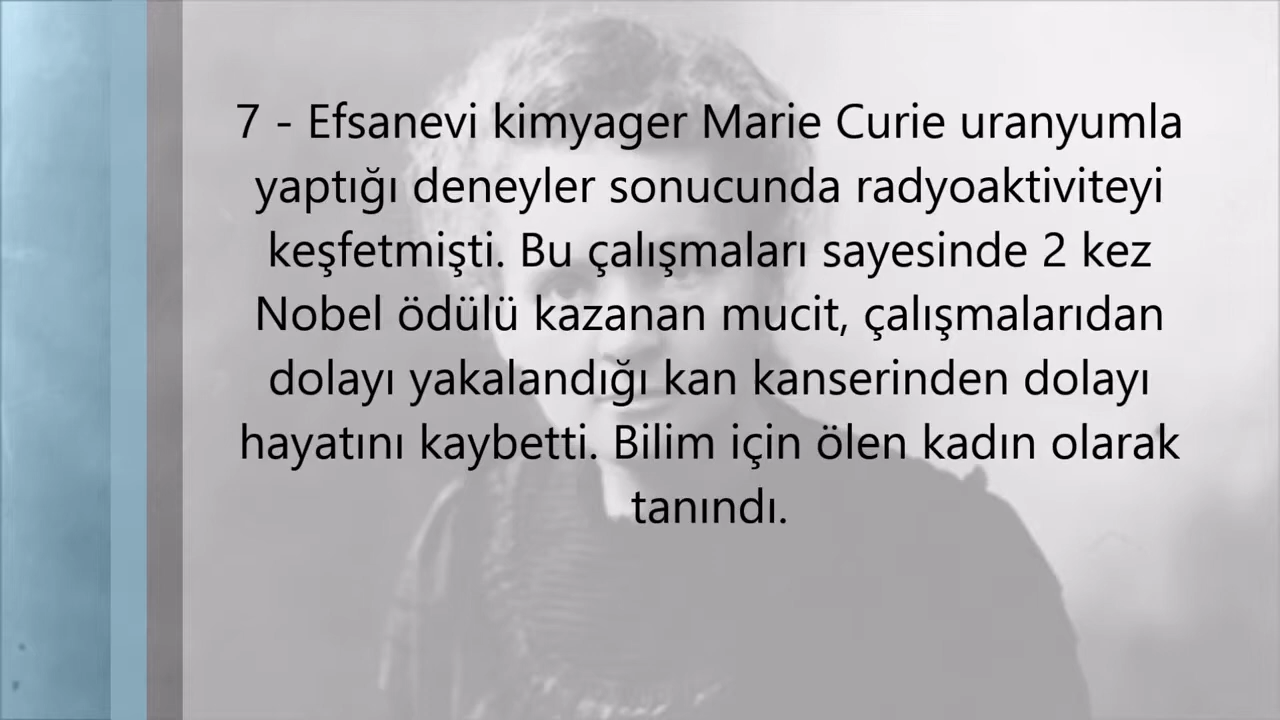 7 - Efsanevi kimyager Marie Curie uranyumla
yaptığı deneyler sonucunda radyoaktiviteyi
keşfetmişti. Bu çalışmaları sayesinde 2 kez
Nobel ödülü kazanan mucit, çalışmalarıdan
dolayı yakalandığı kan kanserinden dolayı
hayatını kaybetti. Bilim için ölen kadın olarak
tanındı.